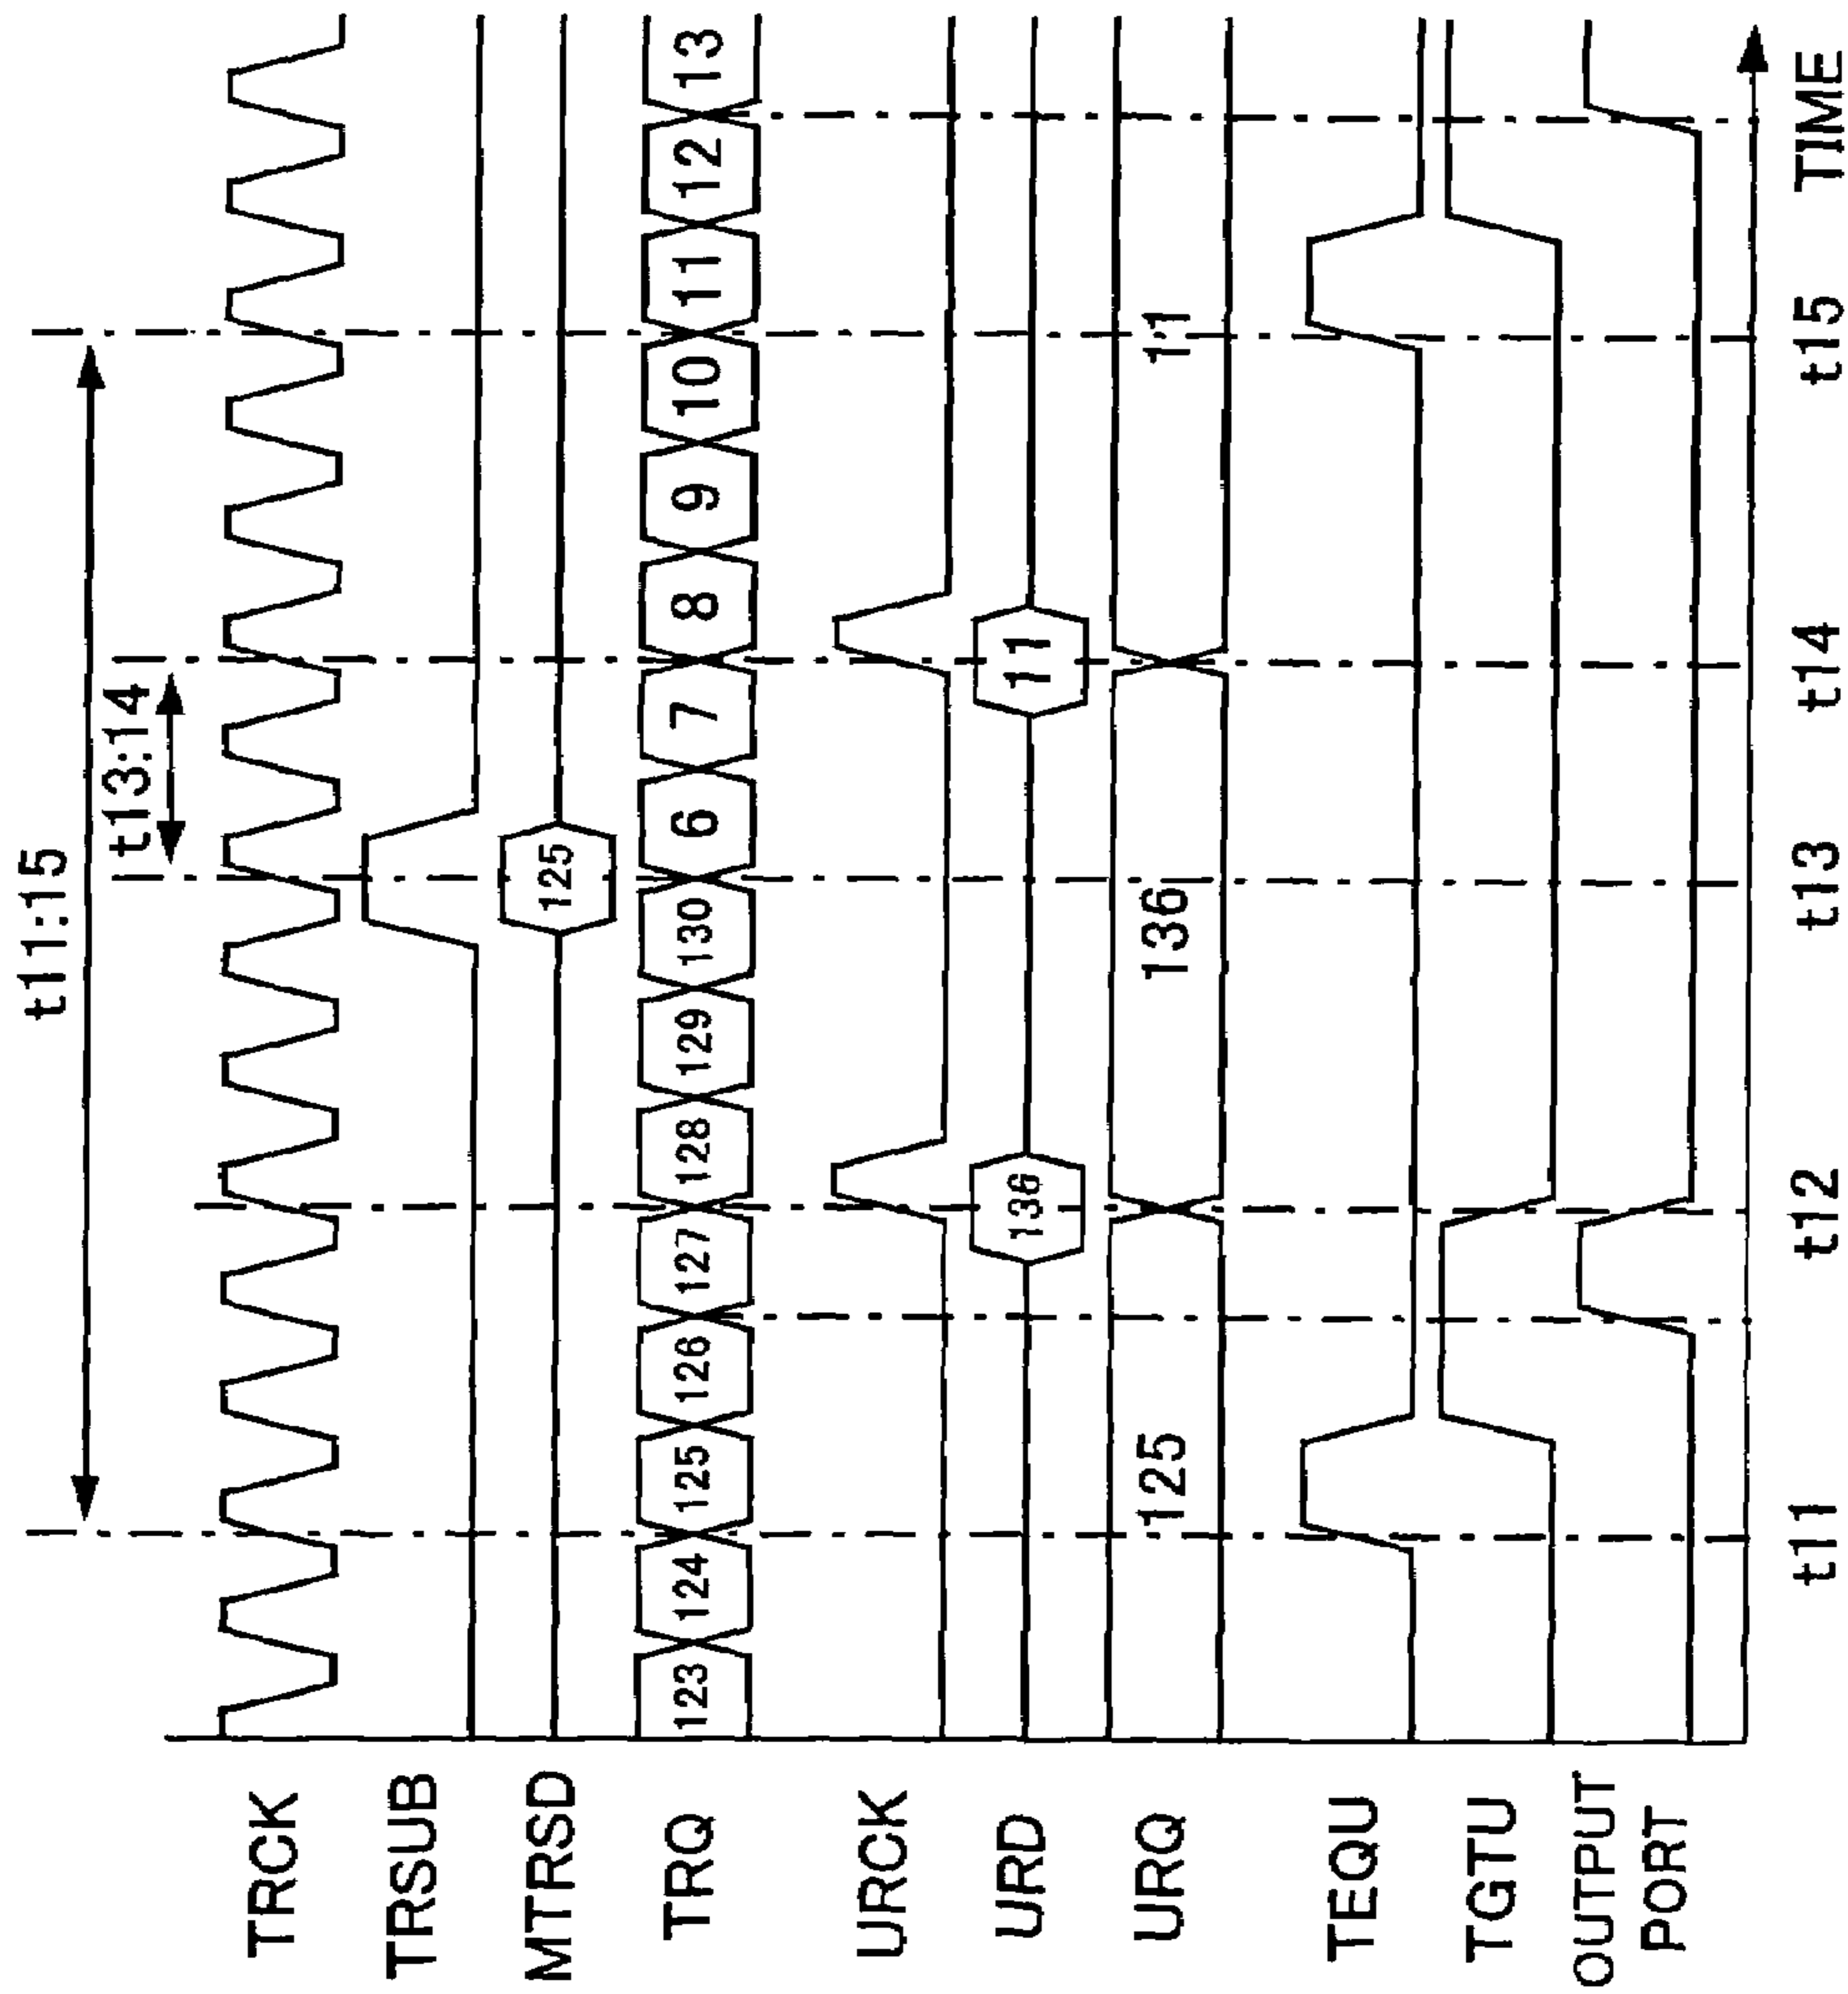 t11:15
t13:14
TRCK
TRSUB
MTRSD
125
TRQ
123 124 125 126 127 128 129 130 6 7 8 9 10 11 12 13
URCK
URD
136 11
URQ
125 136 11
TEQU
TGTU
OUTPUT
PORT
t11 t12 t13 t14 t15 TIME